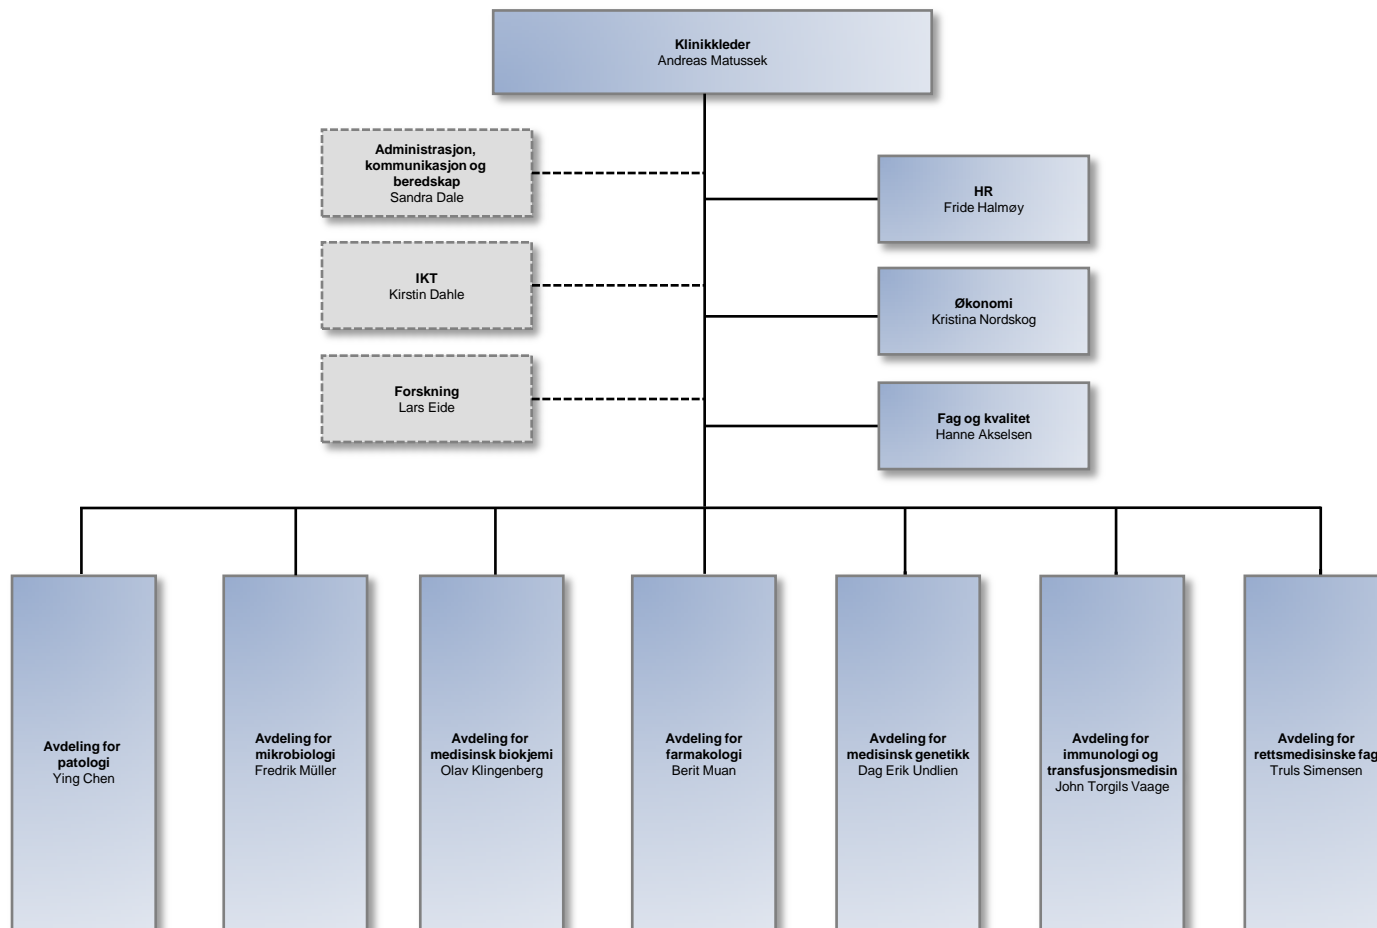 Klinikkleder
Andreas Matussek
Administrasjon,
kommunikasjon og
beredskap
Sandra Dale
HR
Fride Halmøy
IKT
Kirstin Dahle
Økonomi
Kristina Nordskog
Forskning
Lars Eide
Fag og kvalitet
Hanne Akselsen
Avdeling for
patologi
Ying Chen
Avdeling for
mikrobiologi
Fredrik Müller
Avdeling for
medisinsk biokjemi
Olav Klingenberg
Avdeling for
farmakologi
Berit Muan
Avdeling for
medisinsk genetikk
Dag Erik Undlien
Avdeling for
immunologi og
transfusjonsmedisin
John Torgils Vaage
Avdeling for
rettsmedisinske fag
Truls Simensen